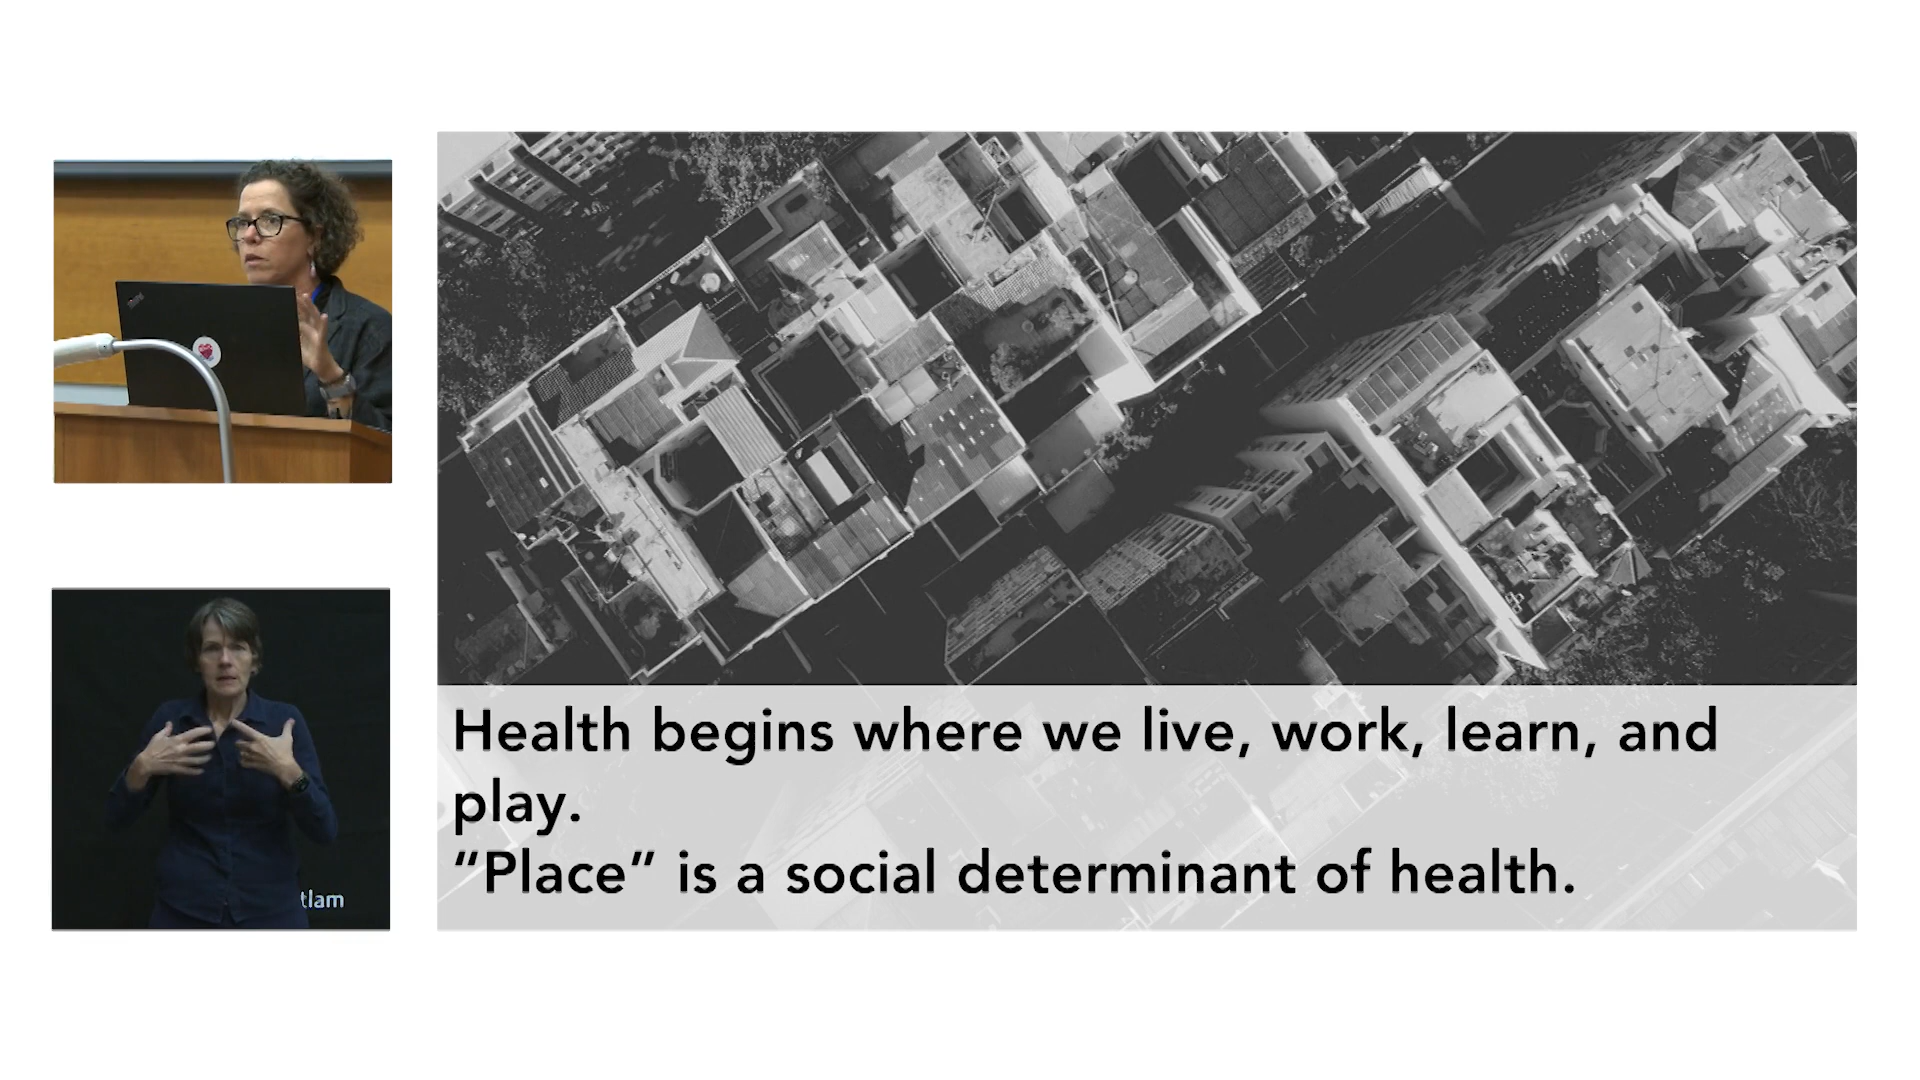 Health begins where we live, work, learn, and
play.
“Place” is a social determinant of health.
tlam